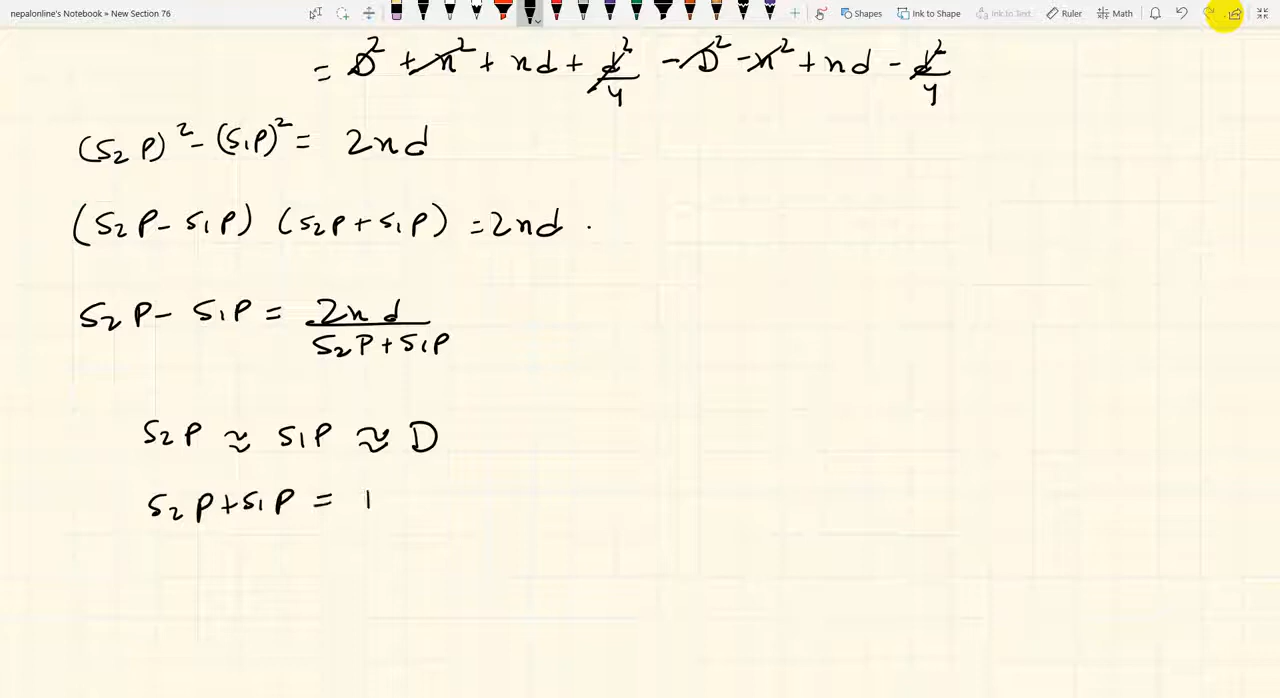 nepalonline's Notebook » New Section 76 Shapes Ink to Shape Ink to Text Ruler Math
= D² + x² + xd + d²/4 - D² - x² + xd - d²/4
(S₂P)² - (S₁P)² = 2xd
(S₂P - S₁P) (S₂P + S₁P) = 2xd .
S₂P - S₁P = 2xd / S₂P + S₁P
S₂P ≈ S₁P ≈ D
S₂P + S₁P = 1